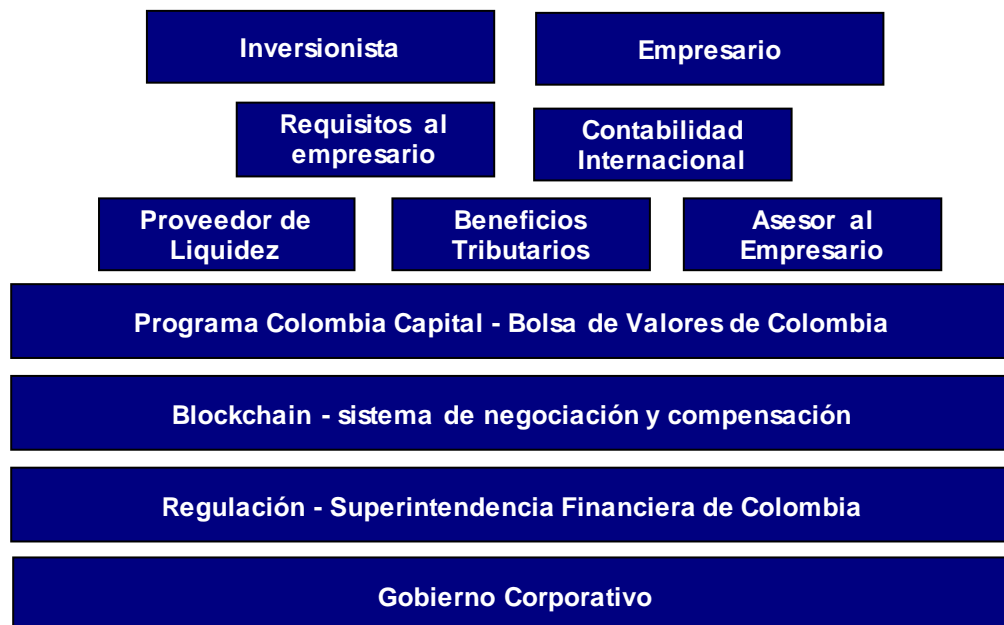 Inversionista
Empresario
Requisitos al
empresario
Contabilidad
Internacional
Proveedor de
Liquidez
Beneficios
Tributarios
Asesor al
Empresario
Programa Colombia Capital - Bolsa de Valores de Colombia
Blockchain - sistema de negociación y compensación
Regulación - Superintendencia Financiera de Colombia
Gobierno Corporativo